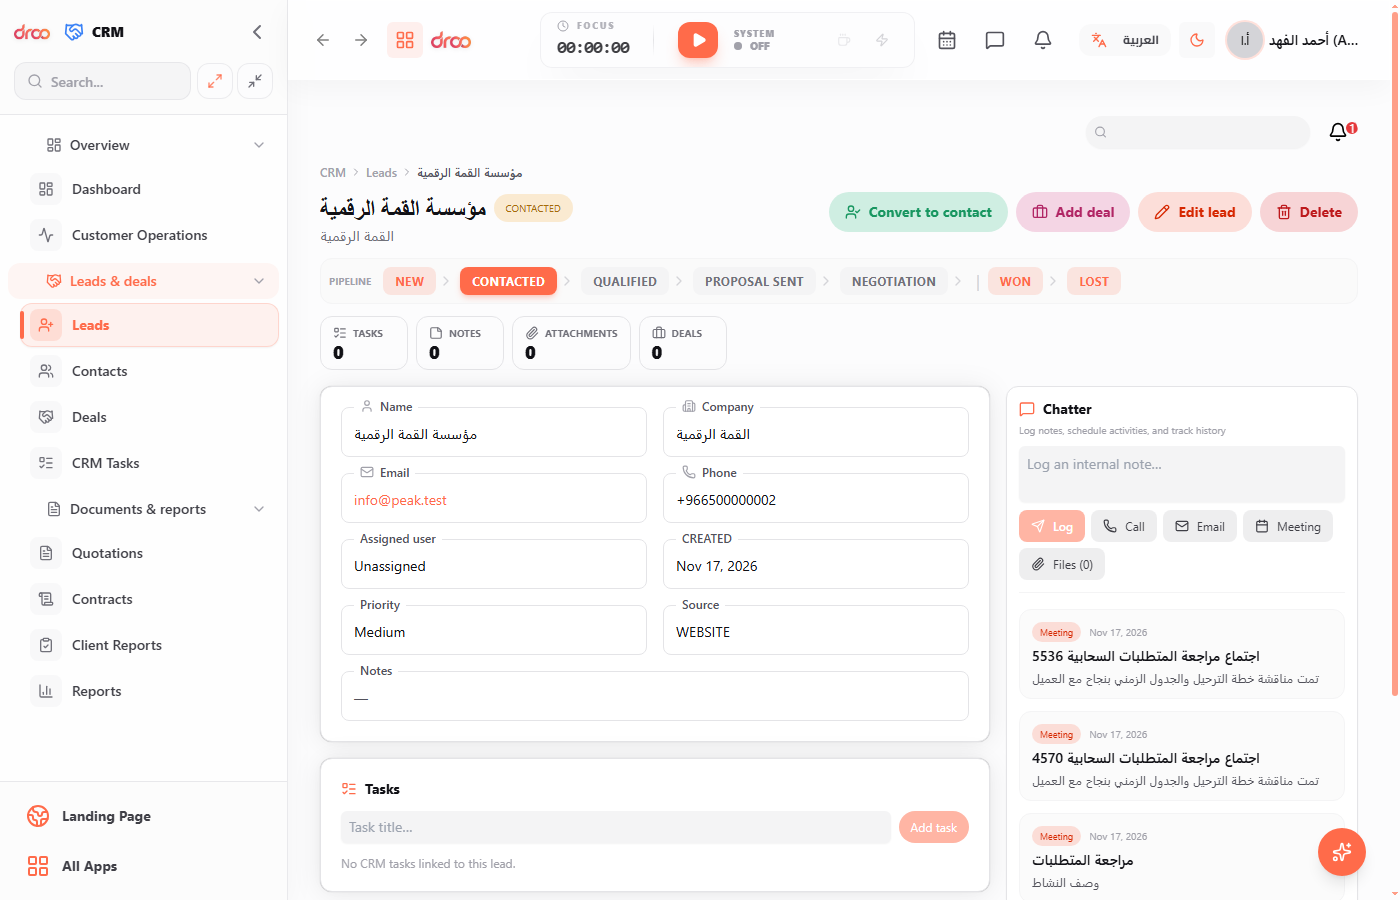 droo CRM
Search...
Overview
Dashboard
Customer Operations
Leads & deals
Leads
Contacts
Deals
CRM Tasks
Documents & reports
Quotations
Contracts
Client Reports
Reports
Landing Page
All Apps
droo
FOCUS
00:00:00
SYSTEM
OFF
العربية
أ.ا
أحمد الفهد (A...
1
CRM > Leads > مؤسسة القمة الرقمية
مؤسسة القمة الرقمية CONTACTED
القمة الرقمية
Convert to contact
Add deal
Edit lead
Delete
PIPELINE NEW CONTACTED QUALIFIED PROPOSAL SENT NEGOTIATION WON LOST
TASKS
0
NOTES
0
ATTACHMENTS
0
DEALS
0
Name
مؤسسة القمة الرقمية
Company
القمة الرقمية
Email
info@peak.test
Phone
+966500000002
Assigned user
Unassigned
CREATED
Nov 17, 2026
Priority
Medium
Source
WEBSITE
Notes
—
Tasks
Task title...
Add task
No CRM tasks linked to this lead.
Chatter
Log notes, schedule activities, and track history
Log an internal note...
Log Call Email Meeting
Files (0)
Meeting Nov 17, 2026
اجتماع مراجعة المتطلبات السحابية 5536
تمت مناقشة خطة الترحيل والجدول الزمني بنجاح مع العميل
Meeting Nov 17, 2026
اجتماع مراجعة المتطلبات السحابية 4570
تمت مناقشة خطة الترحيل والجدول الزمني بنجاح مع العميل
Meeting Nov 17, 2026
مراجعة المتطلبات
وصف النشاط